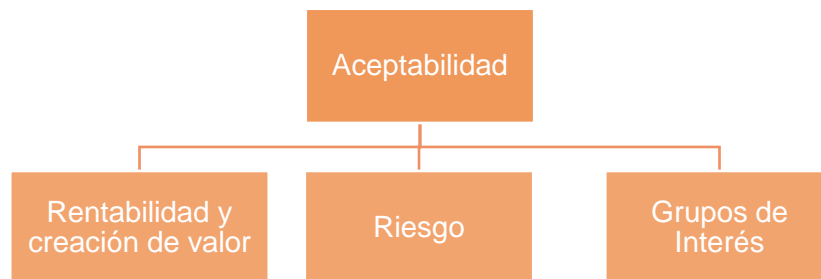 Aceptabilidad
Rentabilidad y
creación de valor
Riesgo
Grupos de
Interés